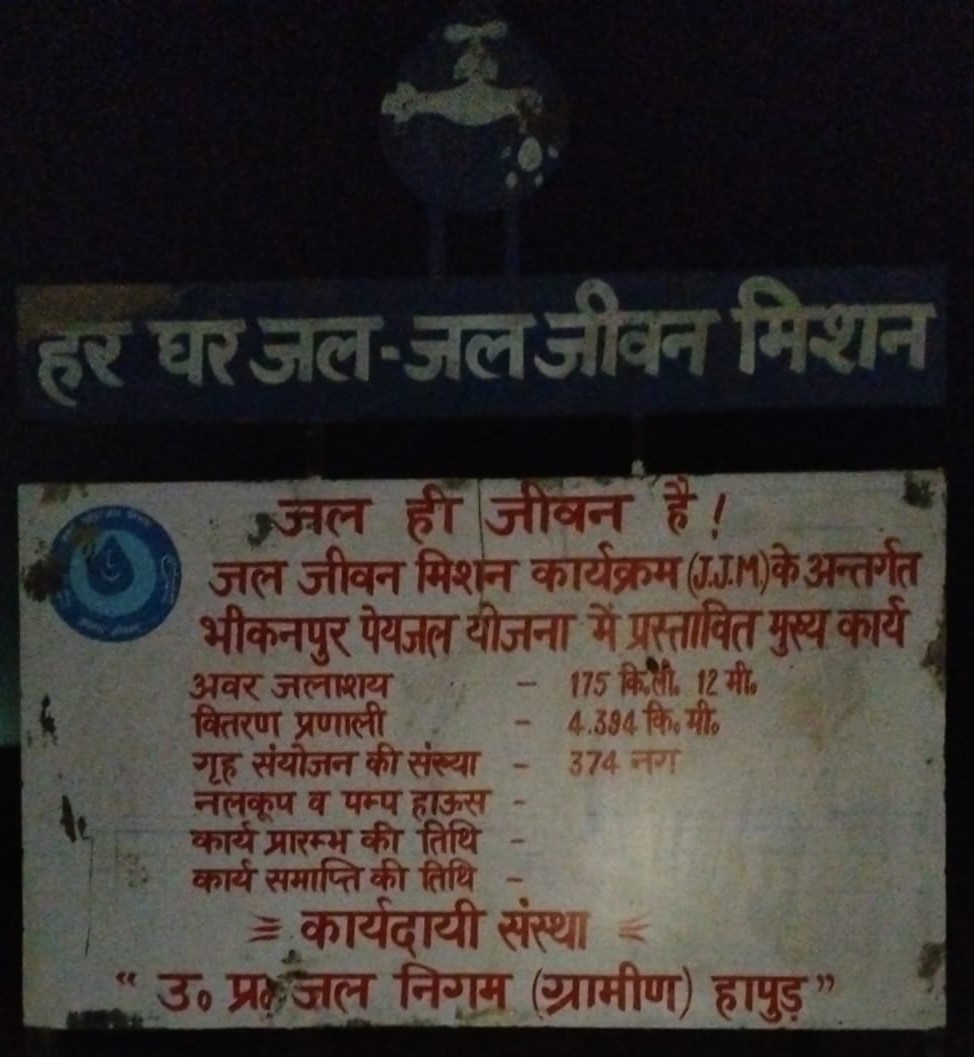 हर घर जल-जल जीवन मिशन
जल ही जीवन है!
जल जीवन मिशन कार्यक्रम (J.J.M.) के अन्तर्गत
भीकनपुर पेयजल योजना में प्रस्तावित मुख्य कार्य
अवर जलाशय - 175 कि.ली. 12 मी.
वितरण प्रणाली - 4.394 कि. मी.
गृह संयोजन की संख्या - 374 नग
नलकूप व पम्प हाऊस -
कार्य प्रारम्भ की तिथि -
कार्य समाप्ति की तिथि -
कार्यदायी संस्था
“ उ० प्र० जल निगम (ग्रामीण) हापुड़ ”